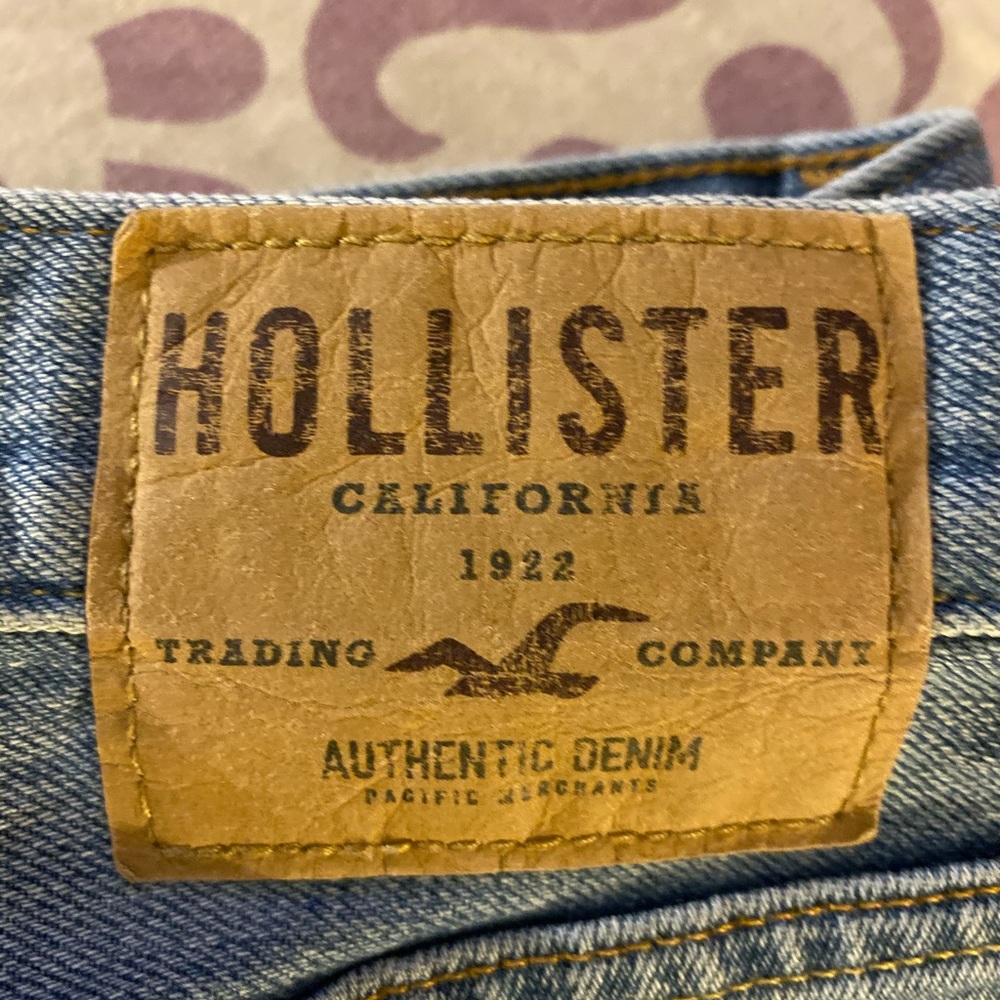 HOLLISTER
CALIFORNIA
1922
TRADING COMPANY
AUTHENTIC DENIM
PACIFIC MERCHANTS